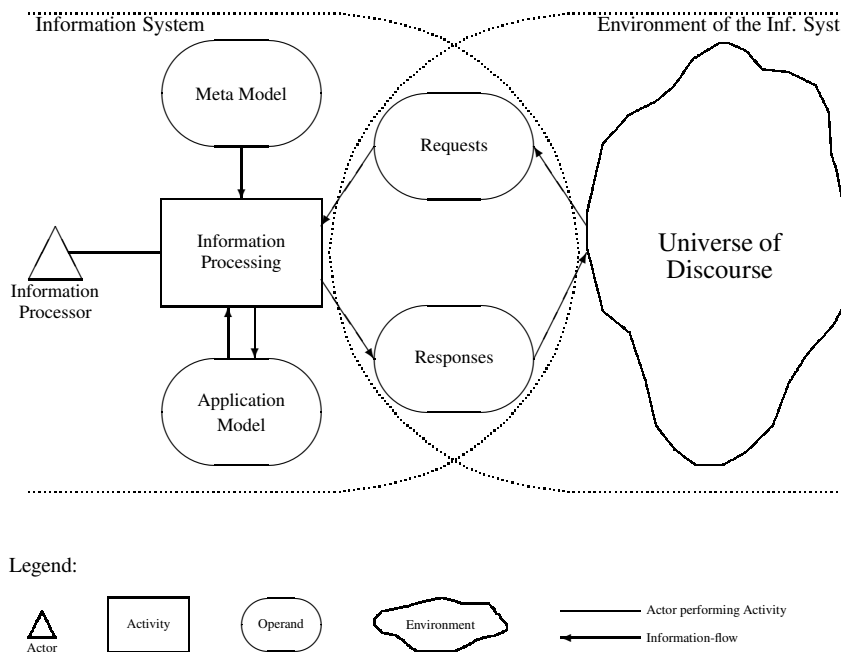 Information System
Environment of the Inf. Syst
Meta Model
Requests
Information
Processing
Universe of
Discourse
Information
Processor
Responses
Application
Model
Legend:
Actor
Activity
Operand
Environment
Actor performing Activity
Information-flow